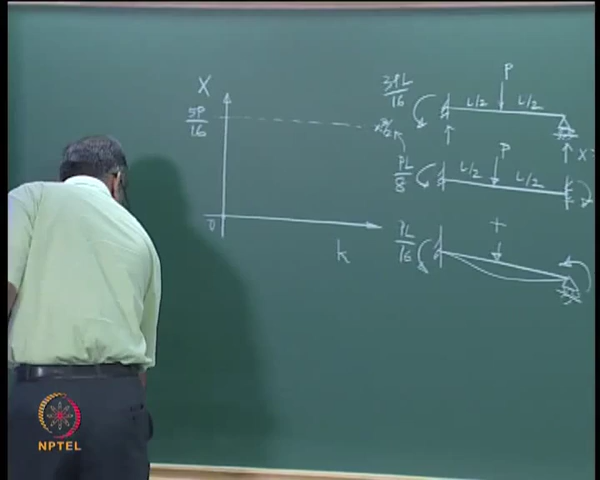 X
5P/16
0
k
3PL/16
P
L/2 L/2
X
PL/8
P
L/2 L/2
+
PL/16
NPTEL